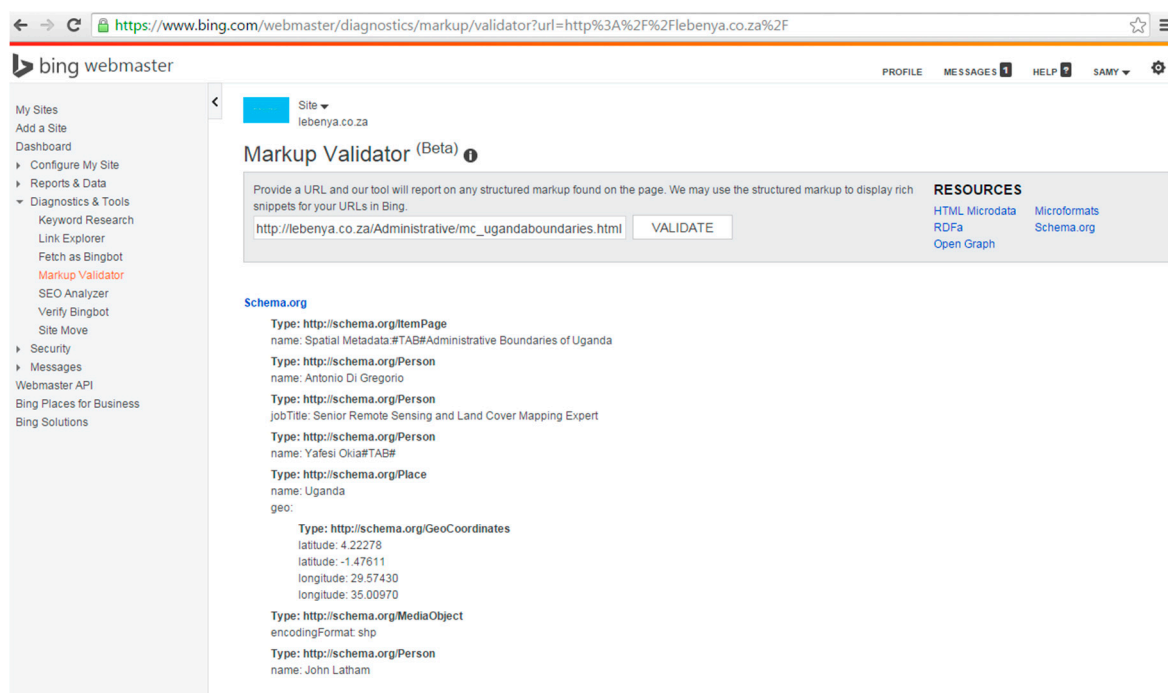 https://www.bing.com/webmaster/diagnostics/markup/validator?url=http%3A%2F%2Flebenya.co.za%2F
bing webmaster
PROFILE MESSAGES 1 HELP ? SAMY
My Sites
Add a Site
Dashboard
Configure My Site
Reports & Data
Diagnostics & Tools
Keyword Research
Link Explorer
Fetch as Bingbot
Markup Validator
SEO Analyzer
Verify Bingbot
Site Move
Security
Messages
Webmaster API
Bing Places for Business
Bing Solutions
Site
lebenya.co.za
Markup Validator (Beta)
Provide a URL and our tool will report on any structured markup found on the page. We may use the structured markup to display rich
snippets for your URLs in Bing.
http://lebenya.co.za/Administrative/mc_ugandaboundaries.html VALIDATE
RESOURCES
HTML Microdata Microformats
RDFa Schema.org
Open Graph
Schema.org
Type: http://schema.org/ItemPage
name: Spatial Metadata:#TAB#Administrative Boundaries of Uganda
Type: http://schema.org/Person
name: Antonio Di Gregorio
Type: http://schema.org/Person
jobTitle: Senior Remote Sensing and Land Cover Mapping Expert
Type: http://schema.org/Person
name: Yafesi Okia#TAB#
Type: http://schema.org/Place
name: Uganda
geo:
Type: http://schema.org/GeoCoordinates
latitude: 4.22278
latitude: -1.47611
longitude: 29.57430
longitude: 35.00970
Type: http://schema.org/MediaObject
encodingFormat: shp
Type: http://schema.org/Person
name: John Latham